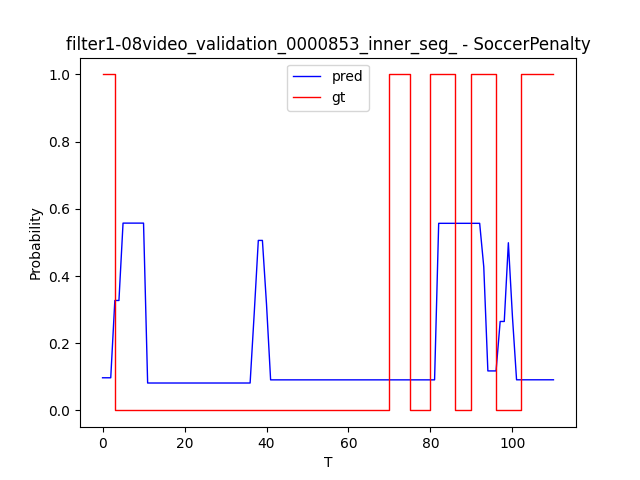 filter1-08video_validation_0000853_inner_seg_ - SoccerPenalty
pred
gt
1.0
0.8
0.6
0.4
0.2
0.0
Probability
0
20
40
60
80
100
T